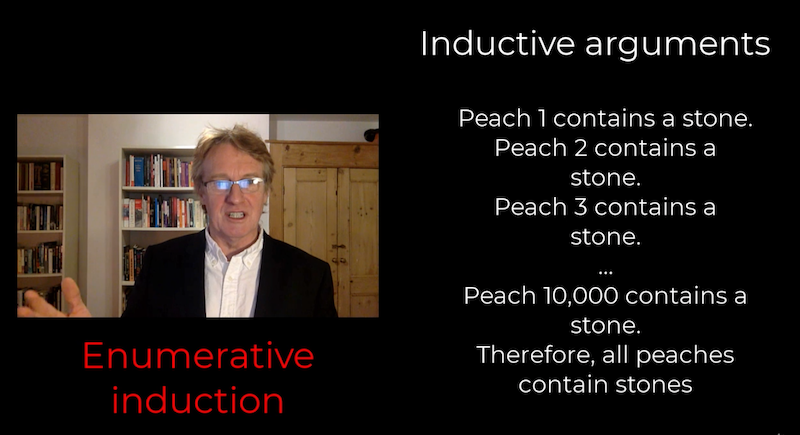 Inductive arguments
Peach 1 contains a stone.
Peach 2 contains a
stone.
Peach 3 contains a
stone.
...
Peach 10,000 contains a
stone.
Therefore, all peaches
contain stones
Enumerative
induction